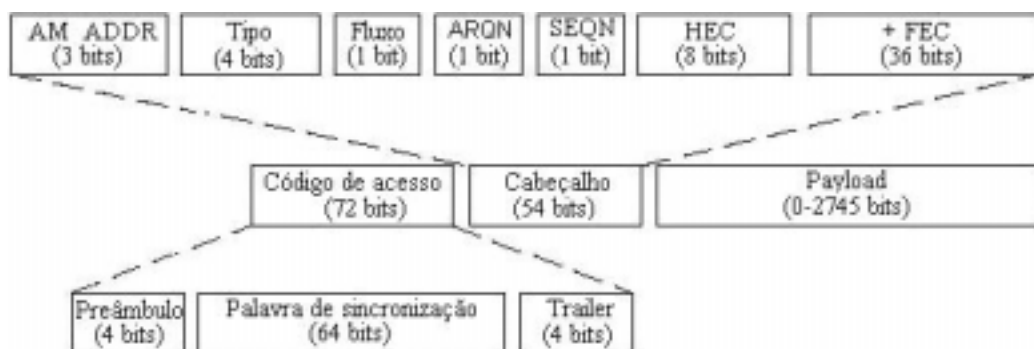 AM ADDR
(3 bits)
Tipo
(4 bits)
Fluxo
(1 bit)
ARQN
(1 bit)
SEQN
(1 bit)
HEC
(8 bits)
+ FEC
(36 bits)
Código de acesso
(72 bits)
Cabeçalho
(54 bits)
Payload
(0-2745 bits)
Preâmbulo
(4 bits)
Palavra de sincronização
(64 bits)
Trailer
(4 bits)